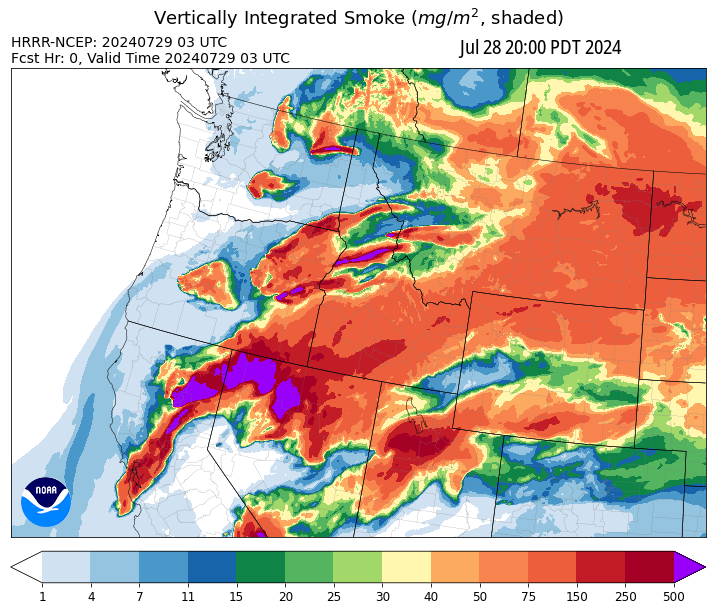 Vertically Integrated Smoke (mg/m², shaded)
HRRR-NCEP: 20240729 03 UTC
Jul 28 20:00 PDT 2024
Fcst Hr: 0, Valid Time 20240729 03 UTC
NOAA
1 4 7 11 15 20 25 30 40 50 75 150 250 500